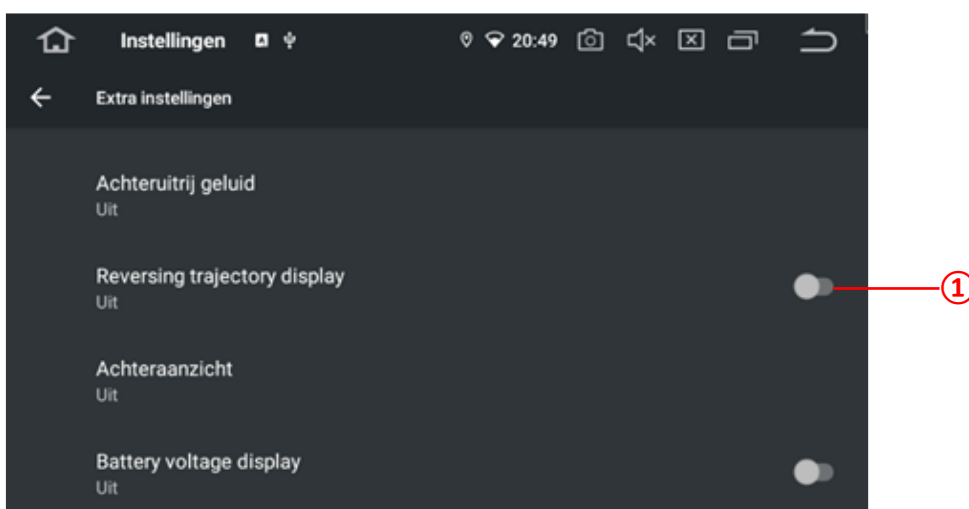 Instellingen 20:49
Extra instellingen
Achteruitrij geluid
Uit
Reversing trajectory display
Uit
1
Achteraanzicht
Uit
Battery voltage display
Uit